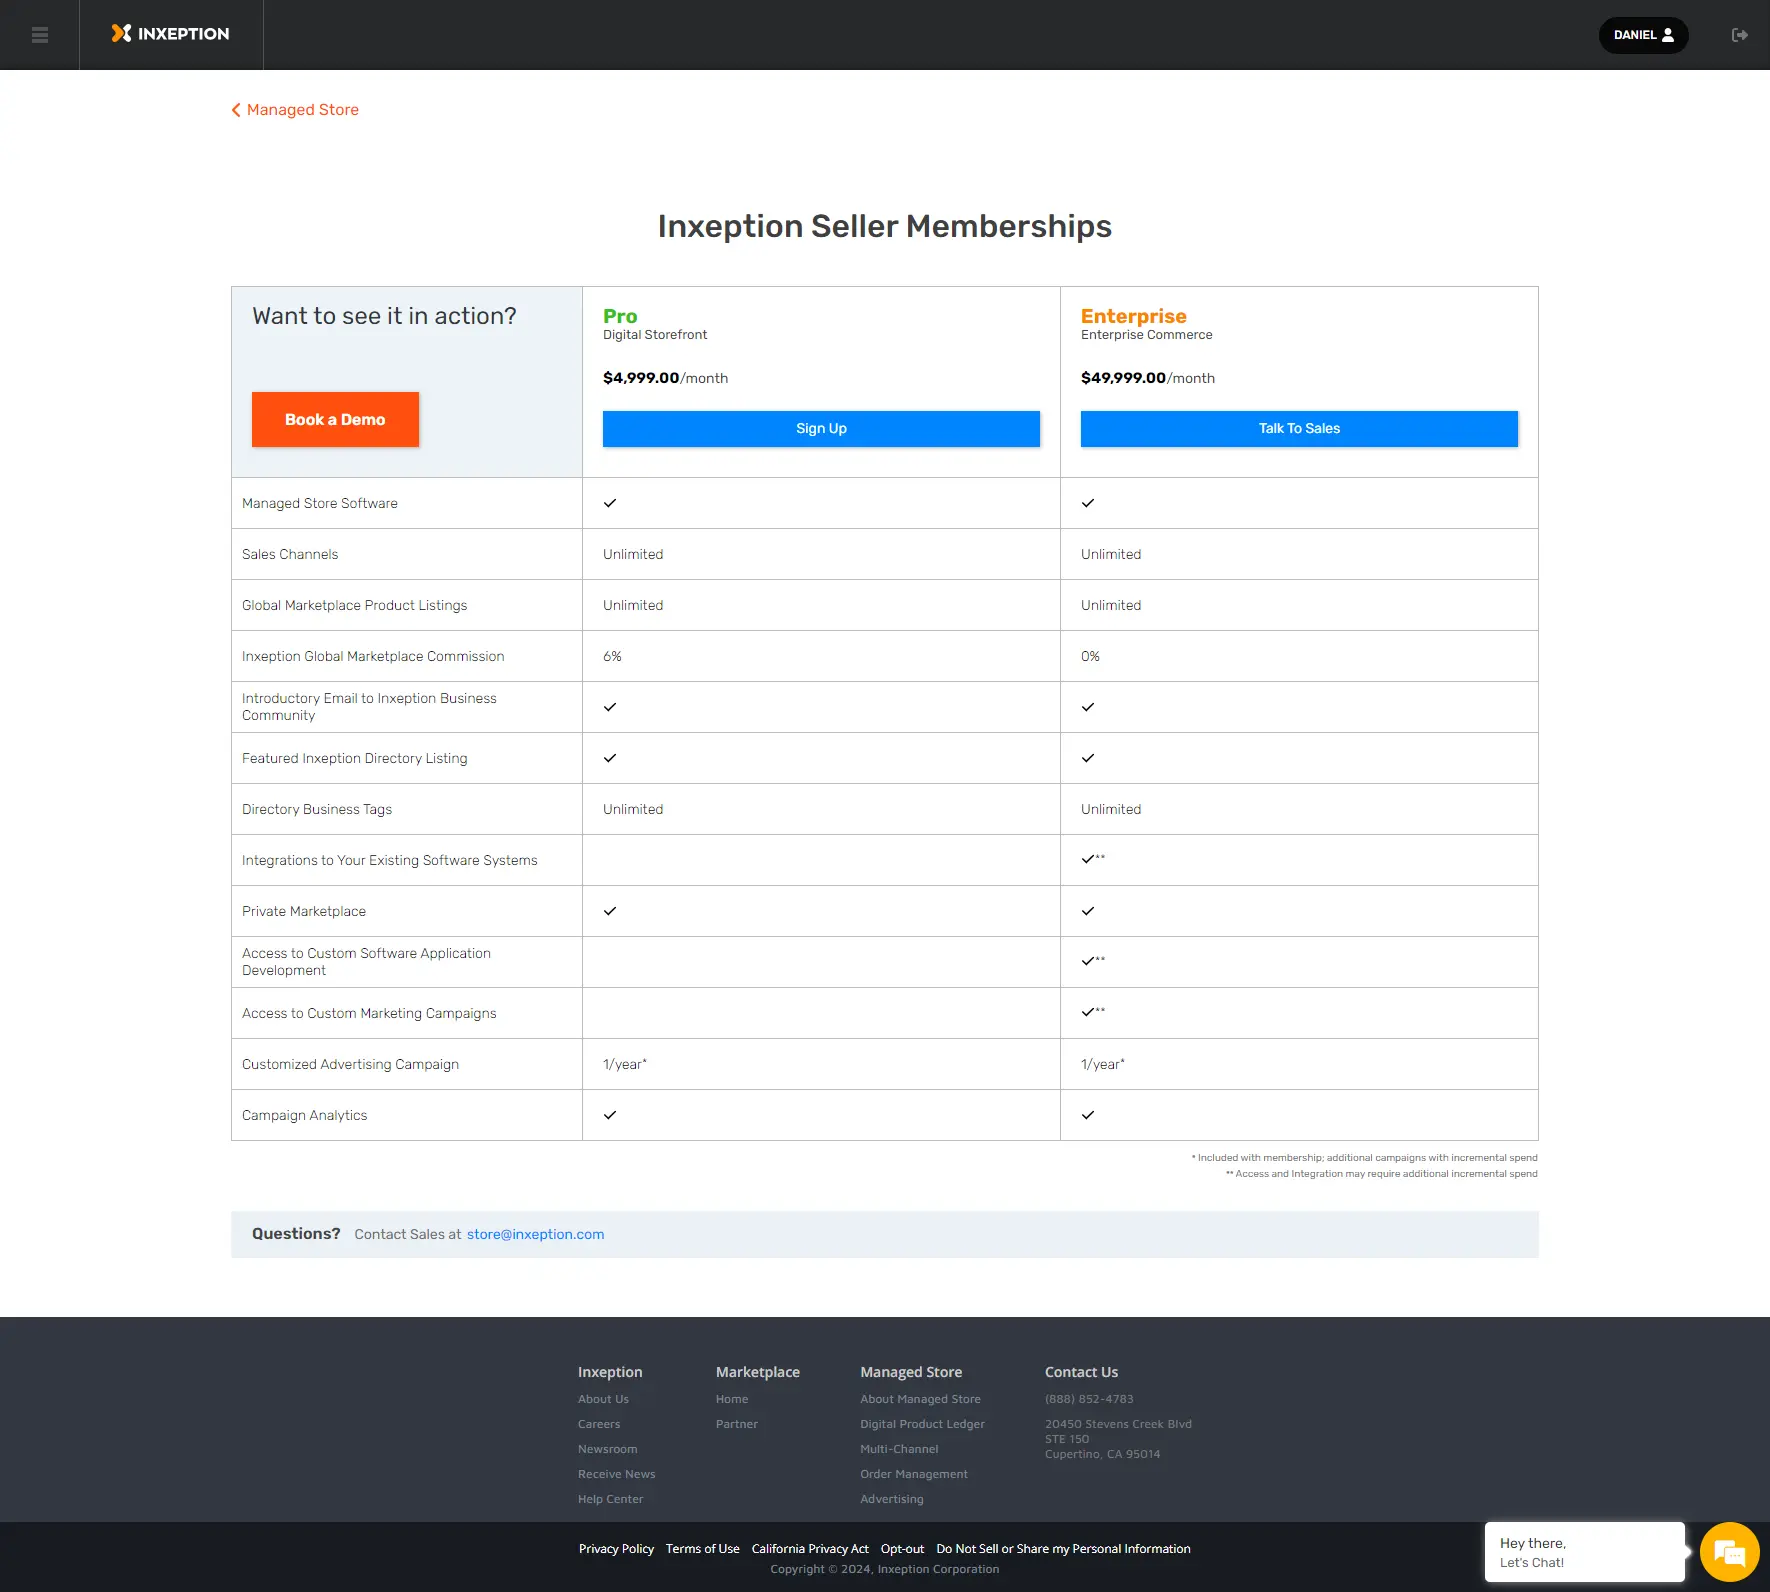 INXEPTION
DANIEL
Managed Store
Inxeption Seller Memberships
Want to see it in action?
Book a Demo
Pro
Digital Storefront
$4,999.00/month
Sign Up
Enterprise
Enterprise Commerce
$49,999.00/month
Talk To Sales
Managed Store Software
Sales Channels Unlimited Unlimited
Global Marketplace Product Listings Unlimited Unlimited
Inxeption Global Marketplace Commission 6% 0%
Introductory Email to Inxeption Business
Community
Featured Inxeption Directory Listing
Directory Business Tags Unlimited Unlimited
Integrations to Your Existing Software Systems **
Private Marketplace
Access to Custom Software Application
Development **
Access to Custom Marketing Campaigns **
Customized Advertising Campaign 1/year* 1/year*
Campaign Analytics
* Included with membership; additional campaigns with incremental spend
** Access and Integration may require additional incremental spend
Questions? Contact Sales at store@inxeption.com
Inxeption
About Us
Careers
Newsroom
Receive News
Help Center
Marketplace
Home
Partner
Managed Store
About Managed Store
Digital Product Ledger
Multi-Channel
Order Management
Advertising
Contact Us
(888) 852-4783
20450 Stevens Creek Blvd
STE 150
Cupertino, CA 95014
Privacy Policy Terms of Use California Privacy Act Opt-out Do Not Sell or Share my Personal Information
Copyright © 2024, Inxeption Corporation
Hey there,
Let's Chat!